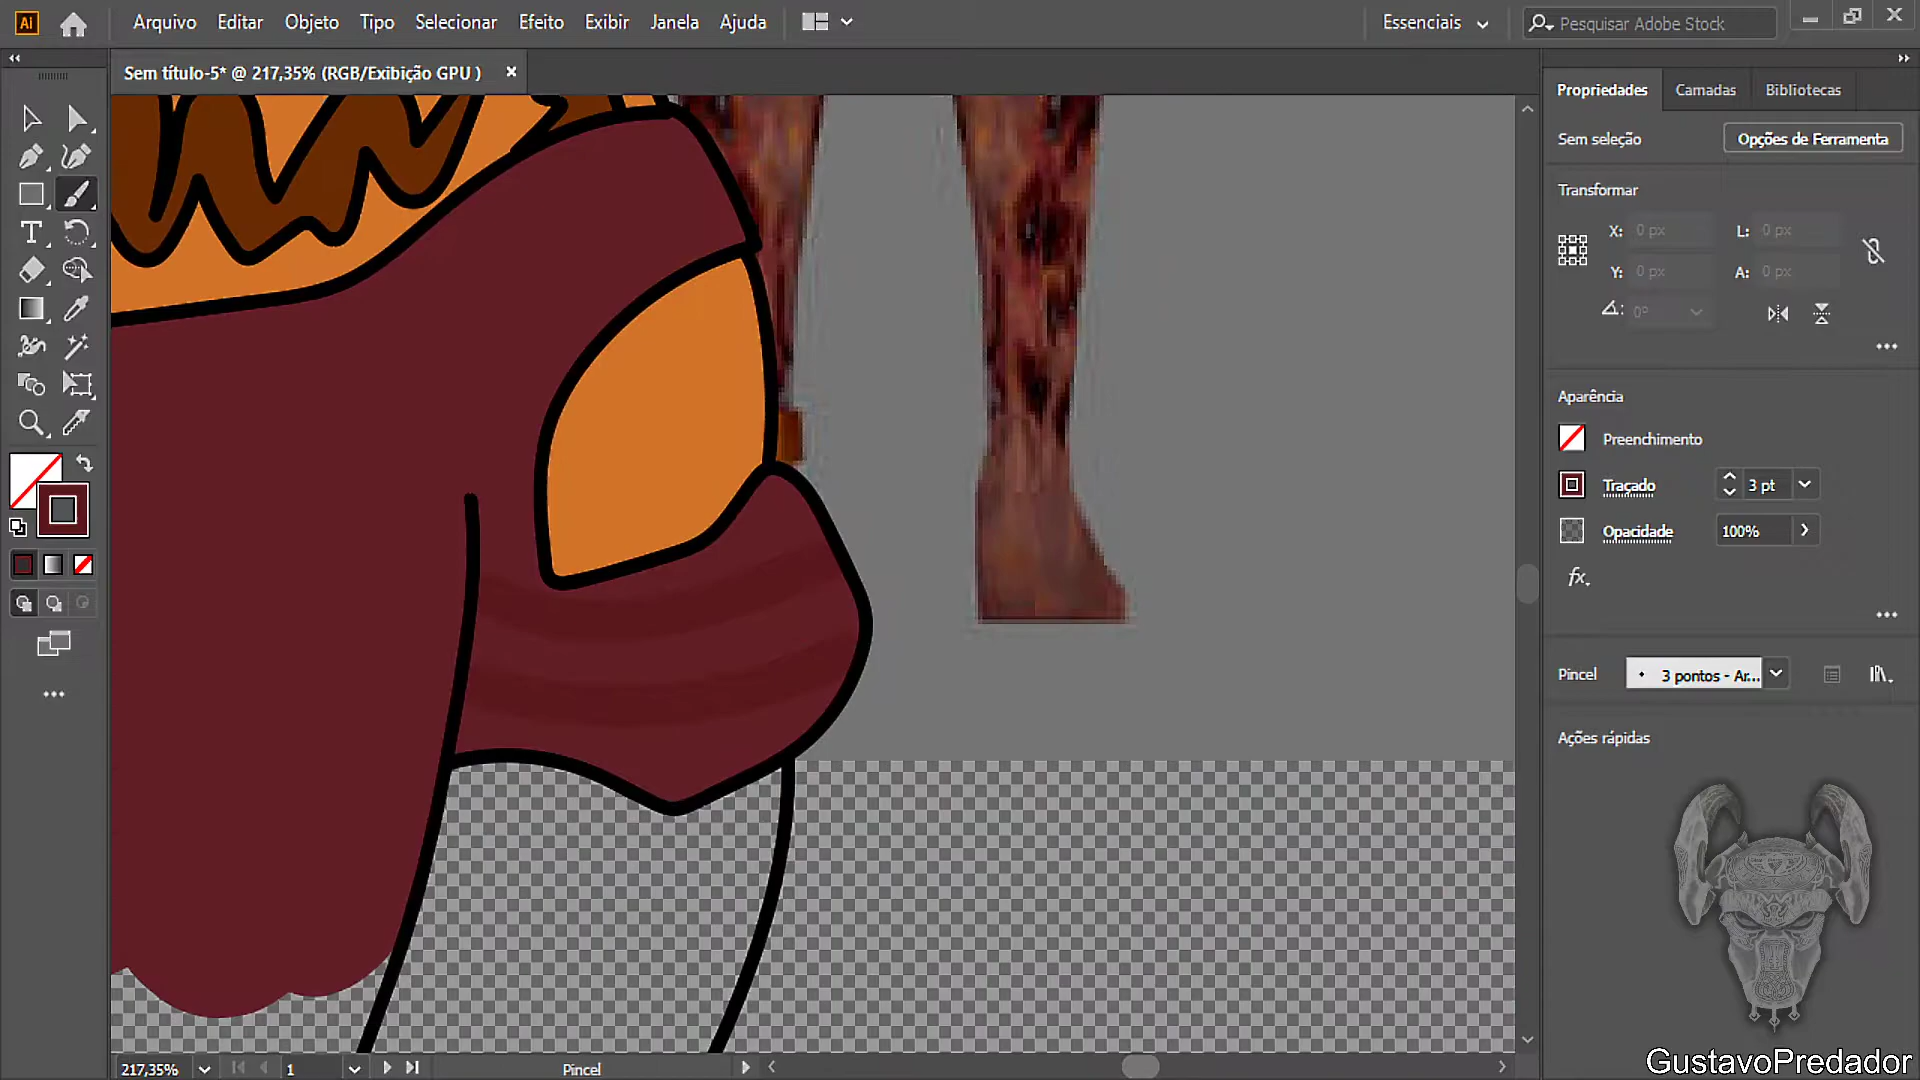 Ai Arquivo Editar Objeto Tipo Selecionar Efeito Exibir Janela Ajuda Essenciais Pesquisar Adobe Stock
Sem título-5* @ 217,35% (RGB/Exibição GPU )
Propriedades Camadas Bibliotecas
Sem seleção Opções de Ferramenta
Transformar
X: 0 px L: 0 px
Y: 0 px A: 0 px
0°
Aparência
Preenchimento
Traçado 3 pt
Opacidade 100%
fx.
Pincel 3 pontos - Ar...
Ações rápidas
217,35% 1 Pincel
GustavoPredador